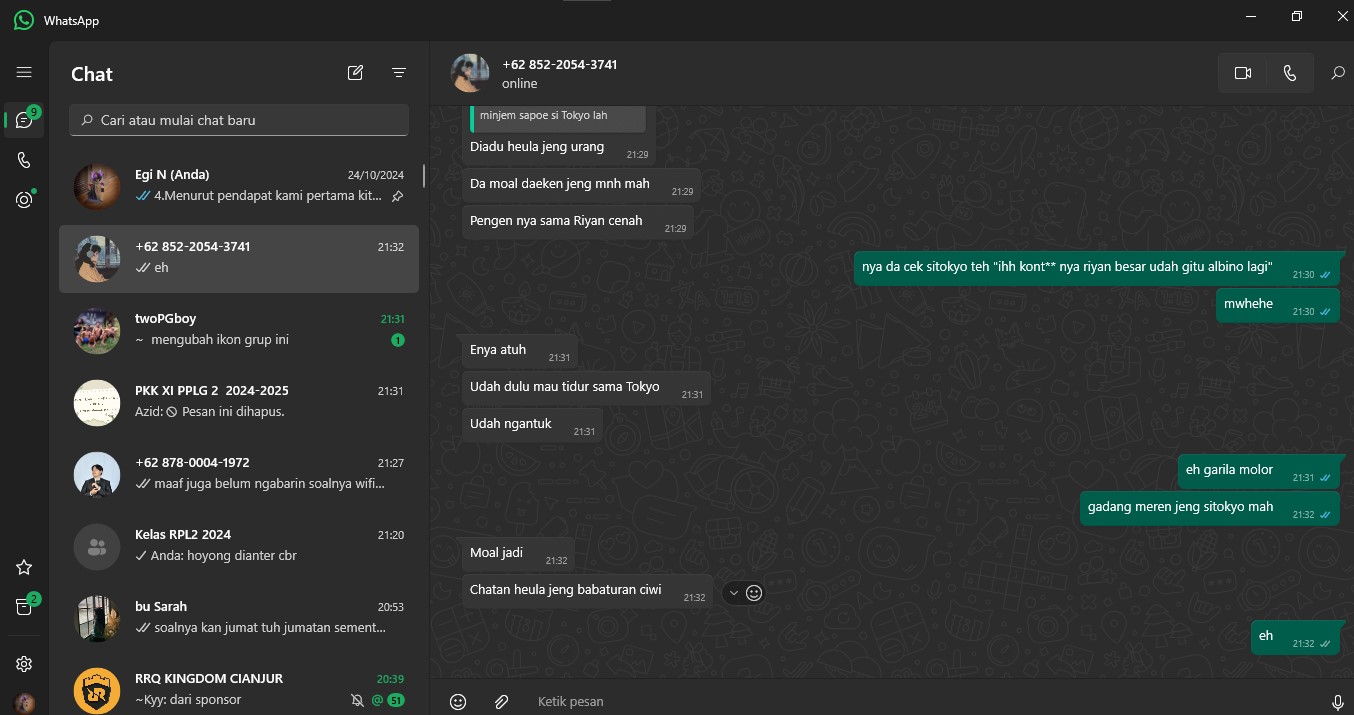 WhatsApp
Chat
Cari atau mulai chat baru
9
2
Egi N (Anda) 24/10/2024
4.Menurut pendapat kami pertama kit...
+62 852-2054-3741 21:32
eh
twoPGboy 21:31
~ mengubah ikon grup ini 1
PKK XI PPLG 2 2024-2025 21:31
Azid: Pesan ini dihapus.
+62 878-0004-1972 21:27
maaf juga belum ngabarin soalnya wifi...
Kelas RPL2 2024 21:20
Anda: hoyong dianter cbr
bu Sarah 20:53
soalnya kan jumat tuh jumatan sement...
RRQ KINGDOM CIANJUR 20:39
~Kyy: dari sponsor @ 51
+62 852-2054-3741
online
minjem sapoe si Tokyo lah
Diadu heula jeng urang 21:29
Da moal daeken jeng mnh mah 21:29
Pengen nya sama Riyan cenah 21:29
nya da cek sitokyo teh "ihh kont** nya riyan besar udah gitu albino lagi" 21:30
mwhehe 21:30
Enya atuh 21:31
Udah dulu mau tidur sama Tokyo 21:31
Udah ngantuk 21:31
eh garila molor 21:31
gadang meren jeng sitokyo mah 21:32
Moal jadi 21:32
Chatan heula jeng babaturan ciwi 21:32
eh 21:32
Ketik pesan